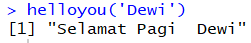 > helloyou('Dewi')
[1] "Selamat Pagi  Dewi"